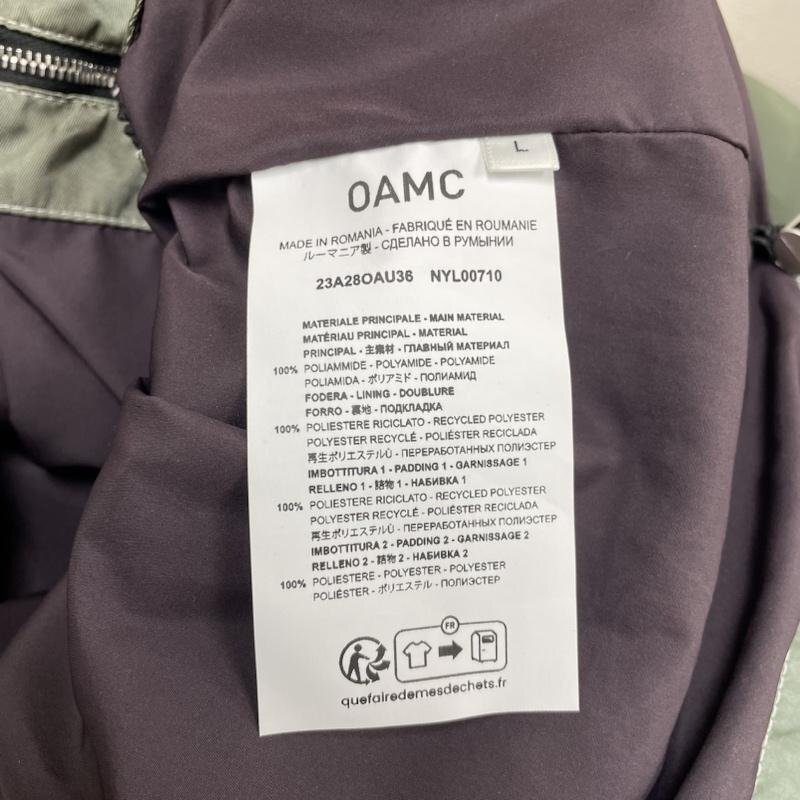 L
OAMC
MADE IN ROMANIA - FABRIQUÉ EN ROUMANIE
ルーマニア製 - СДЕЛАНО В РУМЫНИИ
23A28OAU36 NYL00710
MATERIALE PRINCIPALE - MAIN MATERIAL
MATÉRIAU PRINCIPAL - MATERIAL
PRINCIPAL - 主素材 - ГЛАВНЫЙ МАТЕРИАЛ
100% POLIAMMIDE - POLYAMIDE - POLYAMIDE
POLIAMIDA - ポリアミド - ПОЛИАМИД
FODERA - LINING - DOUBLURE
FORRO - 裏地 - ПОДКЛАДКА
100% POLIESTERE RICICLATO - RECYCLED POLYESTER
POLYESTER RECYCLÉ - POLIÉSTER RECICLADA
再生ポリエステルÙ - ПЕРЕРАБОТАННЫХ ПОЛИЭСТЕР
IMBOTTITURA 1 - PADDING 1 - GARNISSAGE 1
RELLENO 1 - 詰物 1 - НАБИВКА 1
100% POLIESTERE RICICLATO - RECYCLED POLYESTER
POLYESTER RECYCLÉ - POLIÉSTER RECICLADA
再生ポリエステルÙ - ПЕРЕРАБОТАННЫХ ПОЛИЭСТЕР
IMBOTTITURA 2 - PADDING 2 - GARNISSAGE 2
RELLENO 2 - 詰物 2 - НАБИВКА 2
100% POLIESTERE - POLYESTER - POLYESTER
POLIÉSTER - ポリエステル - ПОЛИЭСТЕР
FR
quefairedemesdechets.fr